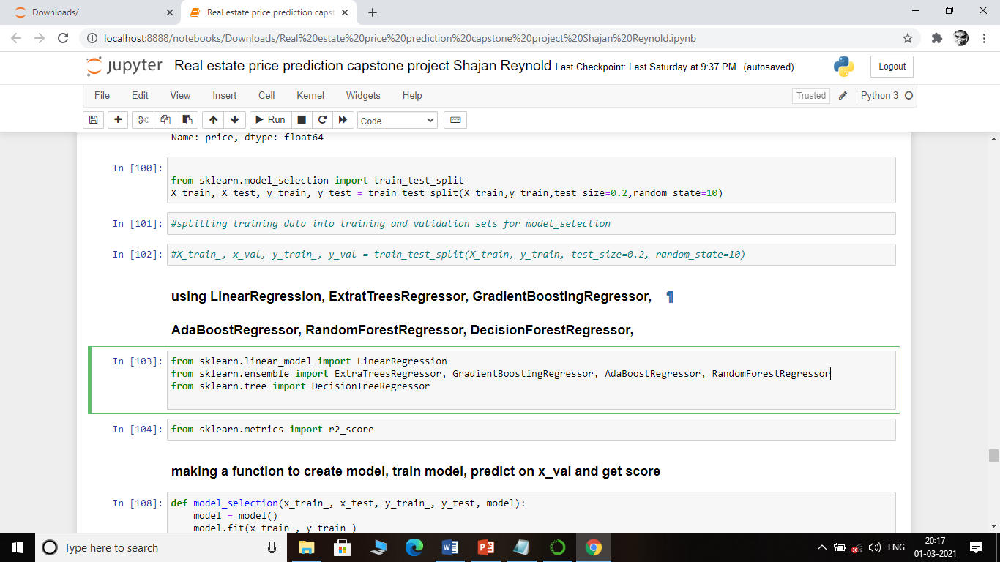 Downloads/
Real estate price prediction capst
localhost:8888/notebooks/Downloads/Real%20estate%20price%20prediction%20capstone%20project%20Shajan%20Reynold.ipynb
jupyter Real estate price prediction capstone project Shajan Reynold Last Checkpoint: Last Saturday at 9:37 PM (autosaved)
Logout
File Edit View Insert Cell Kernel Widgets Help
Trusted Python 3
Run Code
Name: price, dtype: float64
In [100]:
from sklearn.model_selection import train_test_split
X_train, X_test, y_train, y_test = train_test_split(X_train,y_train,test_size=0.2,random_state=10)
In [101]: #splitting training data into training and validation sets for model_selection
In [102]: #X_train_, x_val, y_train_, y_val = train_test_split(X_train, y_train, test_size=0.2, random_state=10)
using LinearRegression, ExtratTreesRegressor, GradientBoostingRegressor, ¶
AdaBoostRegressor, RandomForestRegressor, DecisionForestRegressor,
In [103]: from sklearn.linear_model import LinearRegression
from sklearn.ensemble import ExtraTreesRegressor, GradientBoostingRegressor, AdaBoostRegressor, RandomForestRegressor
from sklearn.tree import DecisionTreeRegressor
In [104]: from sklearn.metrics import r2_score
making a function to create model, train model, predict on x_val and get score
In [108]: def model_selection(x_train_, x_test, y_train_, y_test, model):
model = model()
model.fit(x_train_, y_train_)
Type here to search
ENG
20:17
01-03-2021